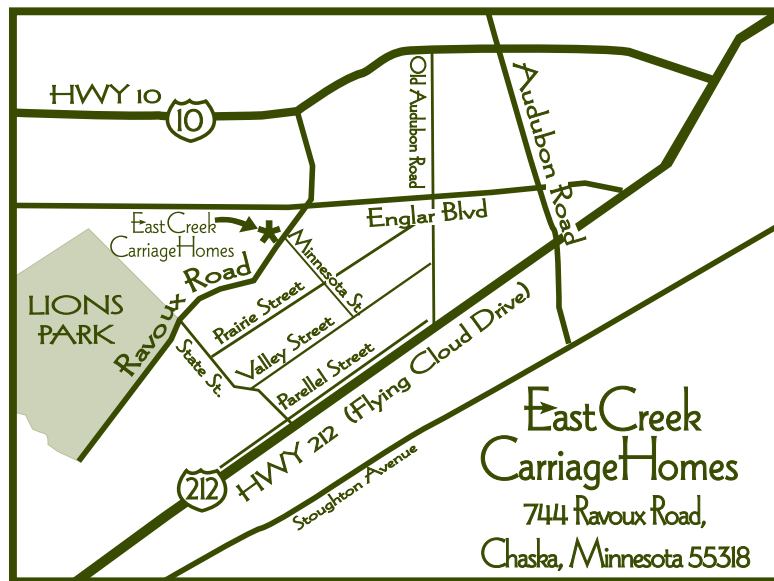 HWY 10
10
Old Audubon Road
Audubon Road
Englar Blvd
East Creek
Carriage Homes
Minnesota St.
Ravoux Road
LIONS
PARK
Prairie Street
State St.
Valley Street
Parellel Street
HWY 212 (Flying Cloud Drive)
212
Stoughton Avenue
East Creek
Carriage Homes
744 Ravoux Road,
Chaska, Minnesota 55318